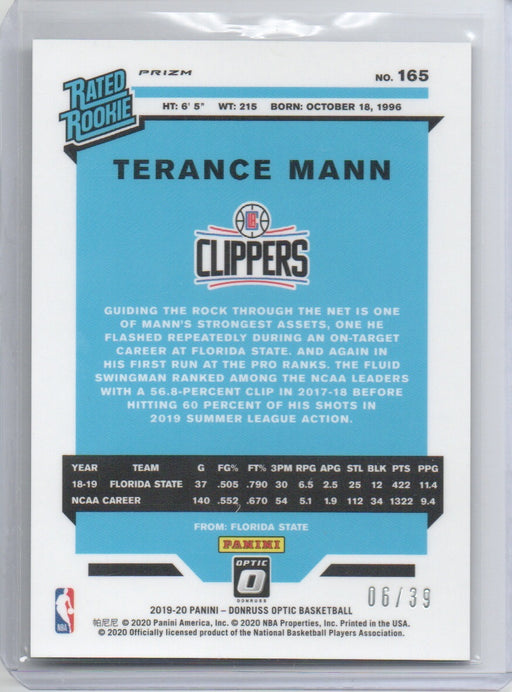 RATED ROOKIE
PRIZM
NO. 165
HT: 6' 5" WT: 215 BORN: OCTOBER 18, 1996
TERANCE MANN
LC
CLIPPERS
GUIDING THE ROCK THROUGH THE NET IS ONE
OF MANN'S STRONGEST ASSETS, ONE HE
FLASHED REPEATEDLY DURING AN ON-TARGET
CAREER AT FLORIDA STATE. AND AGAIN IN
HIS FIRST RUN AT THE PRO RANKS. THE FLUID
SWINGMAN RANKED AMONG THE NCAA LEADERS
WITH A 56.8-PERCENT CLIP IN 2017-18 BEFORE
HITTING 60 PERCENT OF HIS SHOTS IN
2019 SUMMER LEAGUE ACTION.
YEAR TEAM G FG% FT% 3PM RPG APG STL BLK PTS PPG
18-19 FLORIDA STATE 37 .505 .790 30 6.5 2.5 25 12 422 11.4
NCAA CAREER 140 .552 .670 54 5.1 1.9 112 34 1322 9.4
FROM: FLORIDA STATE
PANINI
OPTIC
DONRUSS
06/39
NBA
2019-20 PANINI – DONRUSS OPTIC BASKETBALL
帕尼尼 © 2020 Panini America, Inc. © 2020 NBA Properties, Inc. Printed in the USA.
© 2020 Officially licensed product of the National Basketball Players Association.